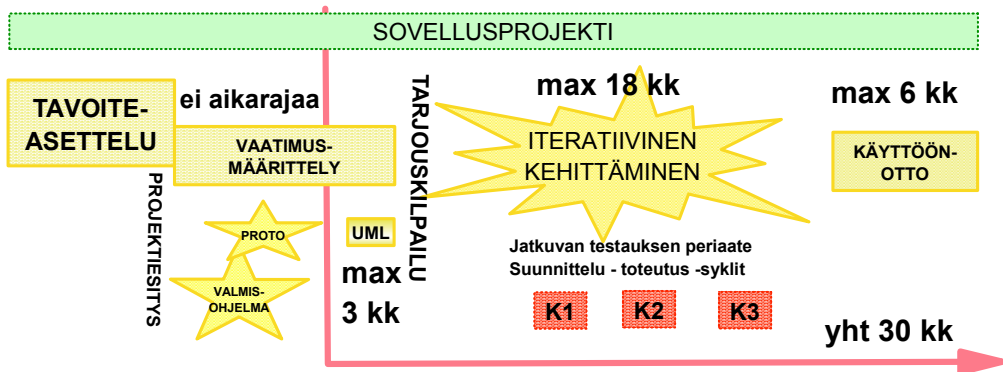 SOVELLUSPROJEKTI
TAVOITE-
ASETTELU
ei aikarajaa
VAATIMUS-
MÄÄRITTELY
PROJEKTIESITYS
PROTO
VALMIS-
OHJELMA
UML
max
3 kk
TARJOUSKILPAILU
max 18 kk
ITERATIIVINEN
KEHITTÄMINEN
Jatkuvan testauksen periaate
Suunnittelu - toteutus -syklit
K1
K2
K3
max 6 kk
KÄYTTÖÖN-
OTTO
yht 30 kk